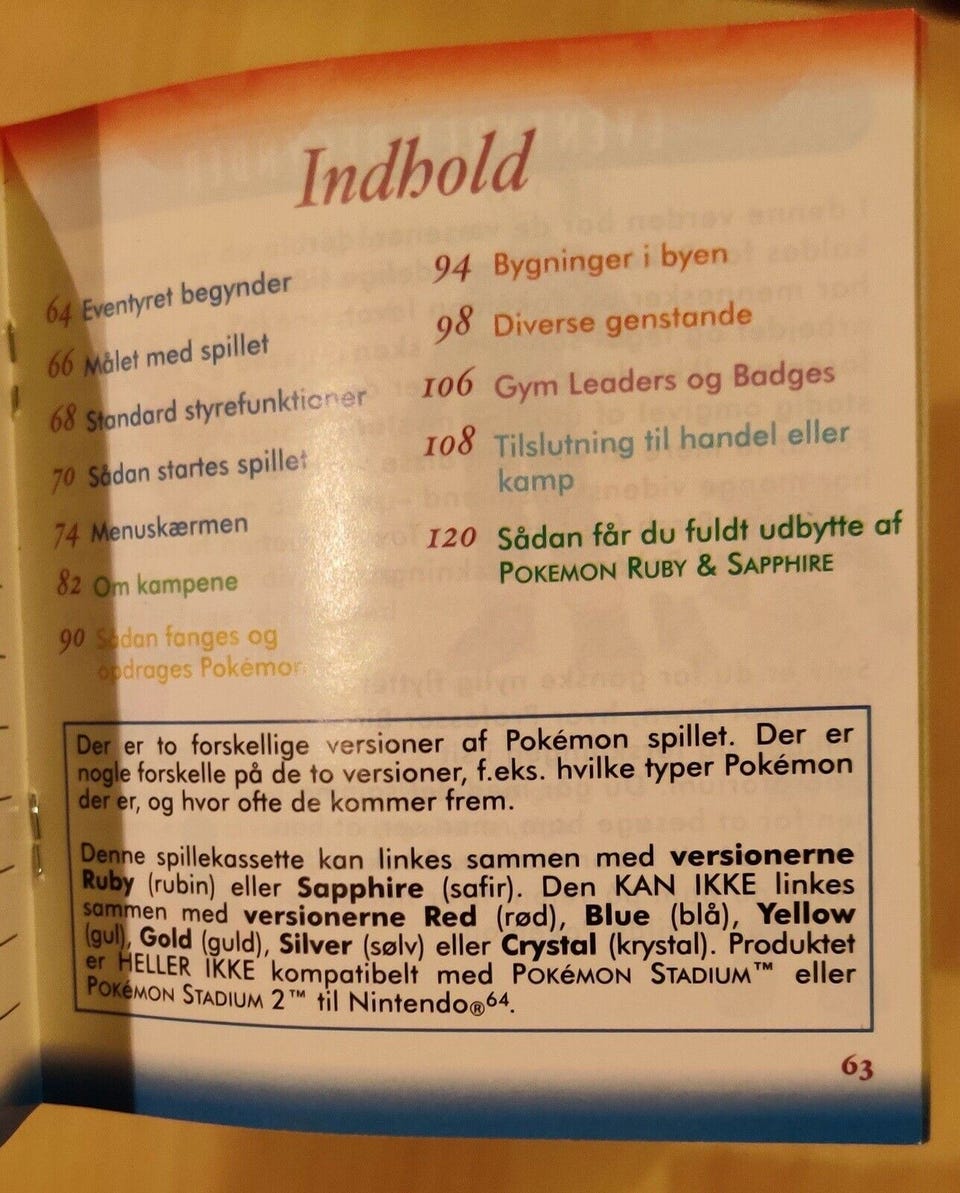 Indhold
64 Eventyret begynder
66 Målet med spillet
68 Standard styrefunktioner
70 Sådan startes spillet
74 Menuskærmen
82 Om kampene
90 Sådan fanges og
opdrages Pokémon
94 Bygninger i byen
98 Diverse genstande
106 Gym Leaders og Badges
108 Tilslutning til handel eller
kamp
120 Sådan får du fuldt udbytte af
POKEMON RUBY & SAPPHIRE
Der er to forskellige versioner af Pokémon spillet. Der er
nogle forskelle på de to versioner, f.eks. hvilke typer Pokémon
der er, og hvor ofte de kommer frem.
Denne spillekassette kan linkes sammen med versionerne
Ruby (rubin) eller Sapphire (safir). Den KAN IKKE linkes
sammen med versionerne Red (rød), Blue (blå), Yellow
(gul), Gold (guld), Silver (sølv) eller Crystal (krystal). Produktet
er HELLER IKKE kompatibelt med POKéMON STADIUM™ eller
POKéMON STADIUM 2™ til Nintendo®64.
63